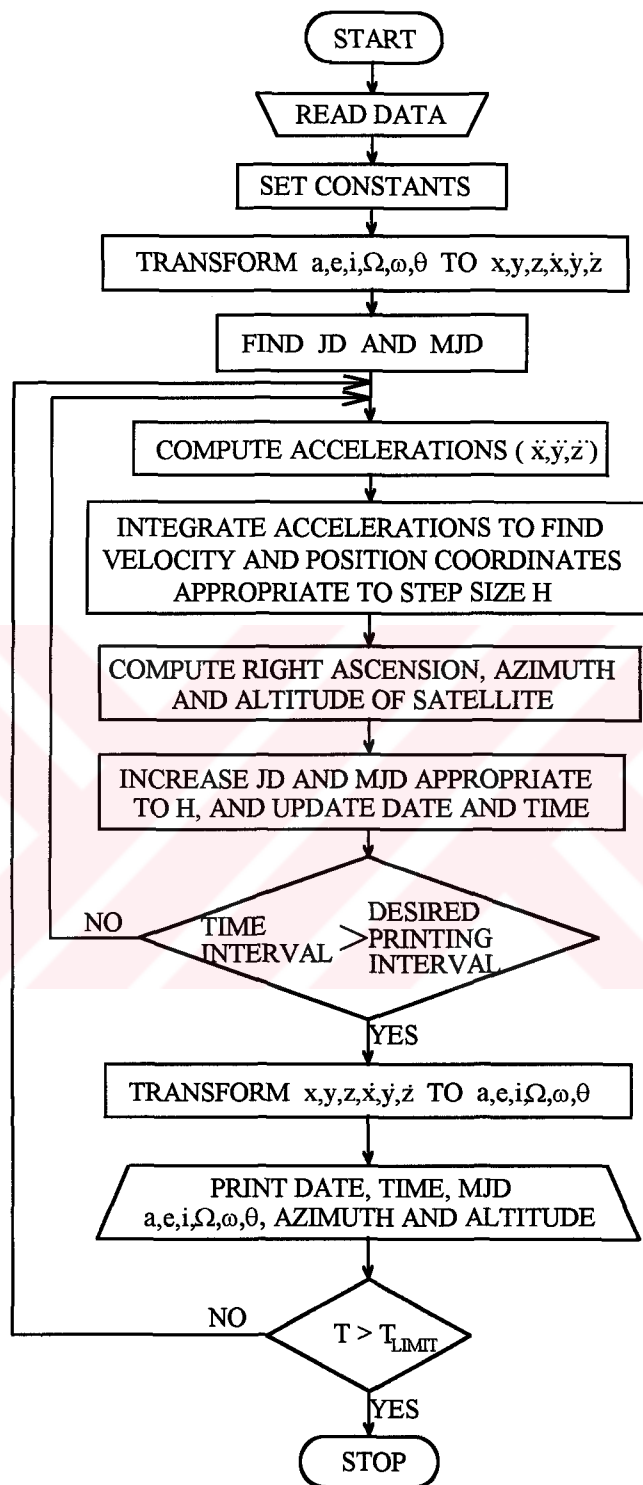 START
READ DATA
SET CONSTANTS
TRANSFORM a,e,i,Ω,ω,θ TO x,y,z,ẋ,ẏ,ż
FIND JD AND MJD
COMPUTE ACCELERATIONS ( ẍ,ÿ,z̈ )
INTEGRATE ACCELERATIONS TO FIND
VELOCITY AND POSITION COORDINATES
APPROPRIATE TO STEP SIZE H
COMPUTE RIGHT ASCENSION, AZIMUTH
AND ALTITUDE OF SATELLITE
INCREASE JD AND MJD APPROPRIATE
TO H, AND UPDATE DATE AND TIME
NO
TIME
INTERVAL
>
DESIRED
PRINTING
INTERVAL
YES
TRANSFORM x,y,z,ẋ,ẏ,ż TO a,e,i,Ω,ω,θ
PRINT DATE, TIME, MJD
a,e,i,Ω,ω,θ, AZIMUTH AND ALTITUDE
NO
T > T_LIMIT
YES
STOP